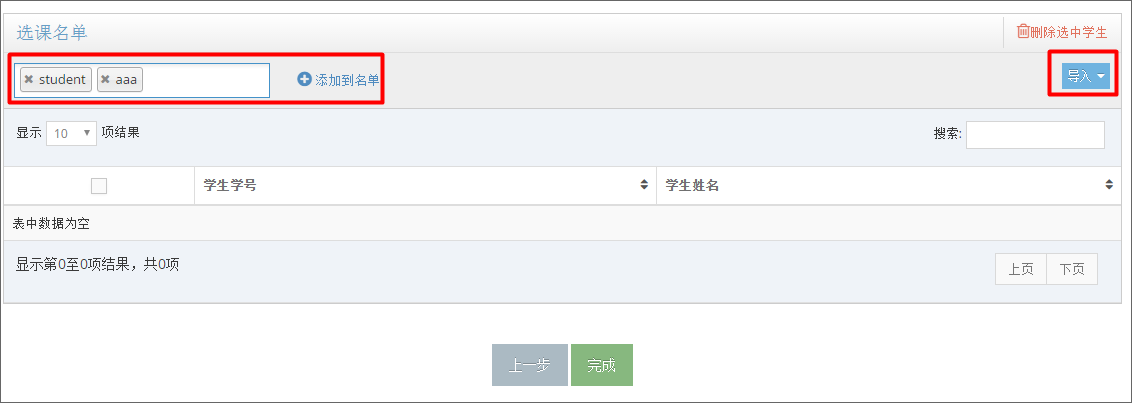 选课名单 删除选中学生
student aaa 添加到名单 导入
显示 10 项结果 搜索:
学生学号 学生姓名
表中数据为空
显示第0至0项结果，共0项 上页 下页
上一步 完成